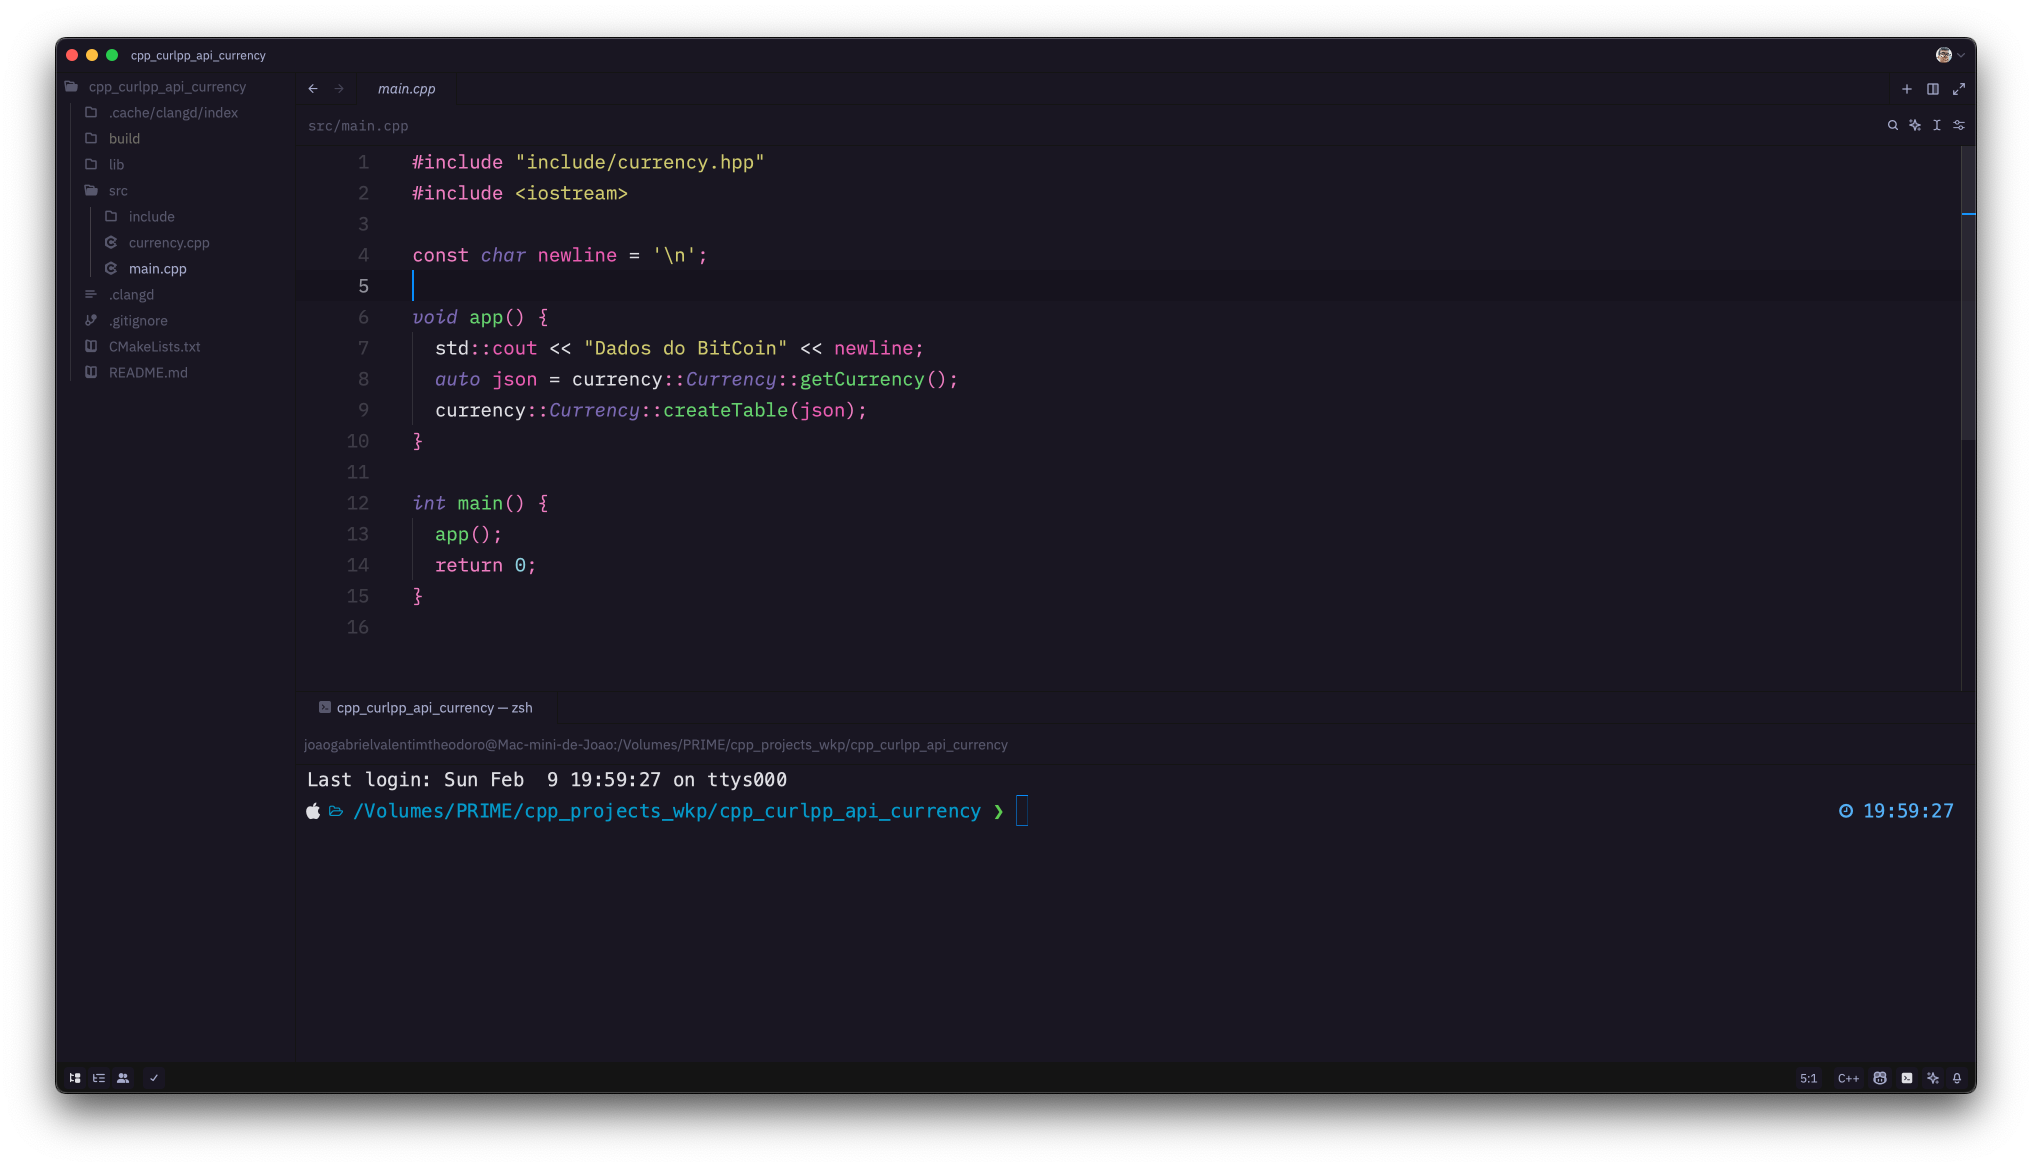 cpp_curlpp_api_currency
cpp_curlpp_api_currency
.cache/clangd/index
build
lib
src
include
currency.cpp
main.cpp
.clangd
.gitignore
CMakeLists.txt
README.md
main.cpp
src/main.cpp
1 #include "include/currency.hpp"
2 #include <iostream>
3
4 const char newline = '\n';
5
6 void app() {
7 std::cout << "Dados do BitCoin" << newline;
8 auto json = currency::Currency::getCurrency();
9 currency::Currency::createTable(json);
10 }
11
12 int main() {
13 app();
14 return 0;
15 }
16
cpp_curlpp_api_currency — zsh
joaogabrielvalentimtheodoro@Mac-mini-de-Joao:/Volumes/PRIME/cpp_projects_wkp/cpp_curlpp_api_currency
Last login: Sun Feb  9 19:59:27 on ttys000
/Volumes/PRIME/cpp_projects_wkp/cpp_curlpp_api_currency ❯ 19:59:27
5:1 C++